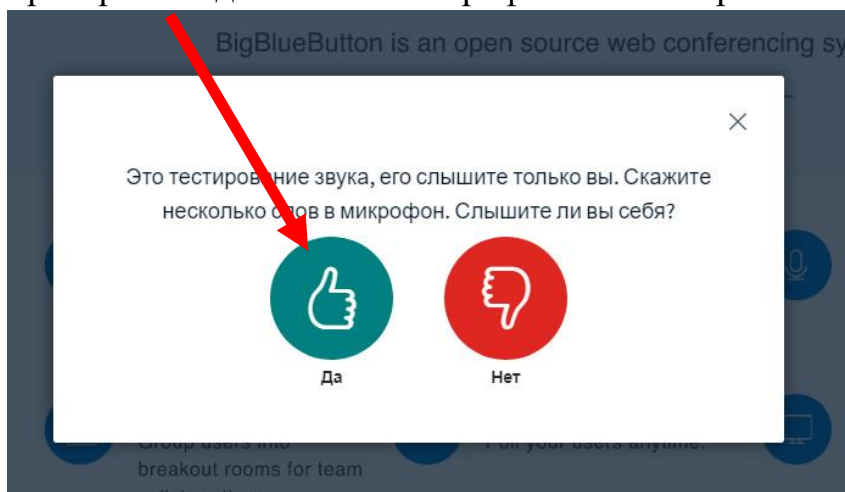 BigBlueButton is an open source web conferencing sy
Это тестирование звука, его слышите только вы. Скажите
несколько слов в микрофон. Слышите ли вы себя?
Да
Нет
Group users into
Poll your users anytime.
breakout rooms for team